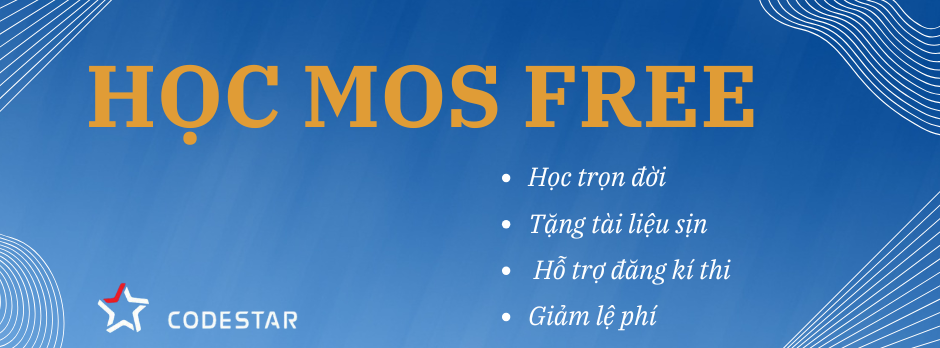 HỌC MOS FREE
Học trọn đời
Tặng tài liệu sịn
Hỗ trợ đăng kí thi
Giảm lệ phí
CODESTAR